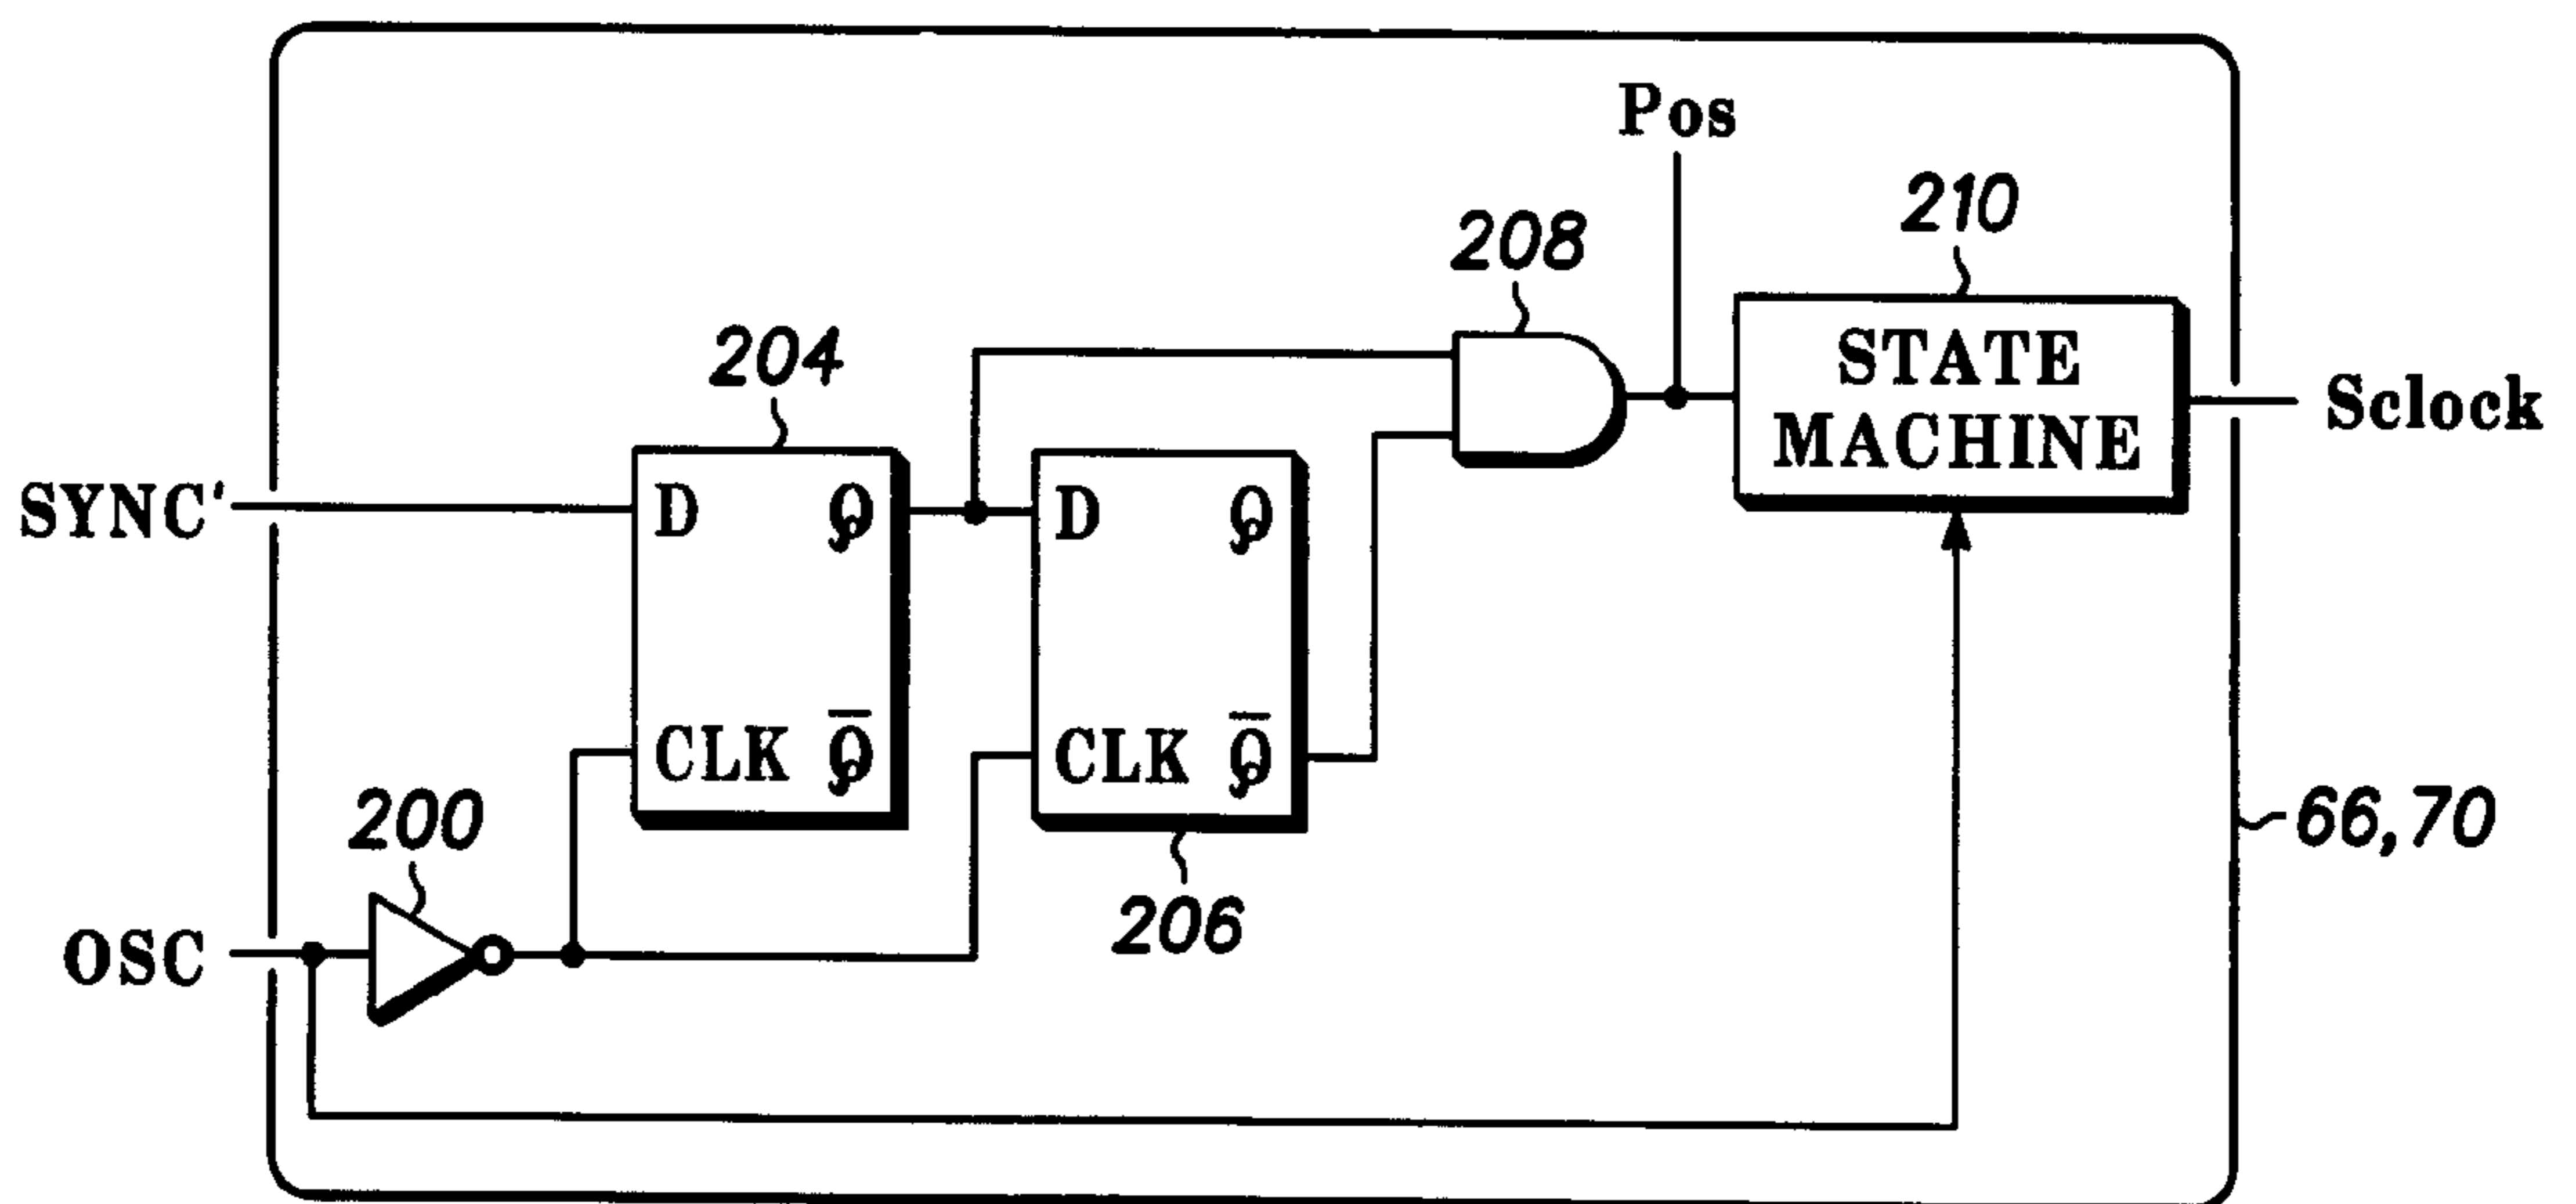 Pos
210
208
STATE
MACHINE
Sclock
204
SYNC'
D Q
CLK Q̅
D Q
CLK Q̅
200
206
66,70
OSC